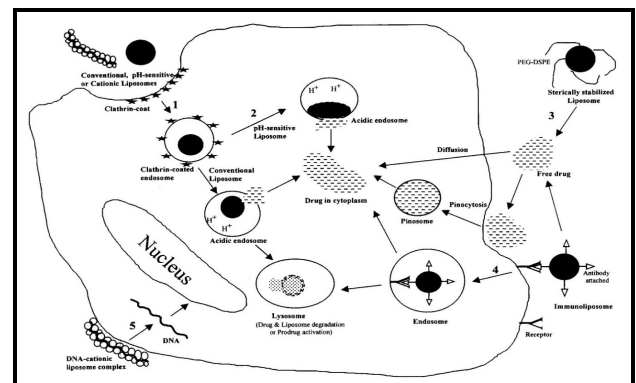 Conventional, pH-sensitive
or Cationic Liposomes
Clathrin-coat
1
2
pH-sensitive
Liposome
H⁺ H⁺
Acidic endosome
PEG-DSPE
Sterically stabilized
Liposome
3
Diffusion
Free drug
Clathrin-coated
endosome
Conventional
Liposome
Drug in cytoplasm
Pinocytosis
Pinosome
H⁺
H⁺
Acidic endosome
Nucleus
4
Antibody
attached
Immunoliposome
Endosome
Lysosome
(Drug & Liposome degradation
or Prodrug activation)
Receptor
5
DNA
DNA-cationic
liposome complex